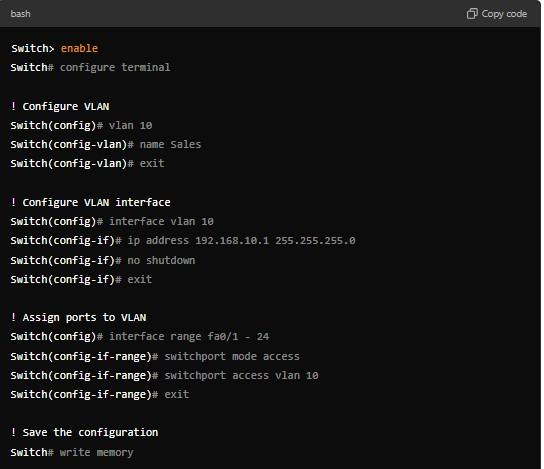 bash
Copy code
Switch> enable
Switch# configure terminal
! Configure VLAN
Switch(config)# vlan 10
Switch(config-vlan)# name Sales
Switch(config-vlan)# exit
! Configure VLAN interface
Switch(config)# interface vlan 10
Switch(config-if)# ip address 192.168.10.1 255.255.255.0
Switch(config-if)# no shutdown
Switch(config-if)# exit
! Assign ports to VLAN
Switch(config)# interface range fa0/1 - 24
Switch(config-if-range)# switchport mode access
Switch(config-if-range)# switchport access vlan 10
Switch(config-if-range)# exit
! Save the configuration
Switch# write memory